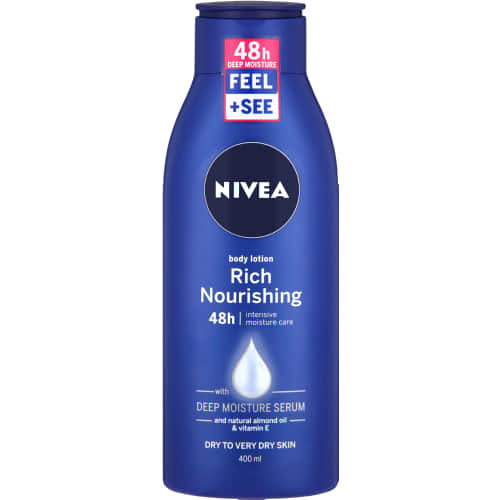 48h
DEEP MOISTURE
FEEL
+SEE
NIVEA
body lotion
Rich
Nourishing
48h | intensive
moisture care
with
DEEP MOISTURE SERUM
and natural almond oil
& vitamin E
DRY TO VERY DRY SKIN
400 ml